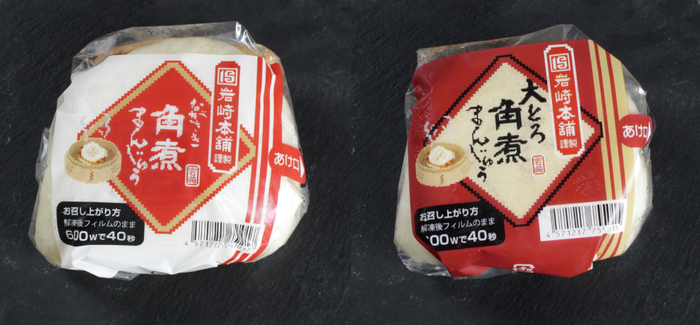 岩崎本舗
謹製
ながさき
角煮
まんじゅう
あけ口
お召し上がり方
解凍後フィルムのまま
600Wで40秒
岩崎本舗
謹製
大とろ
角煮
まんじゅう
あけ口
お召し上がり方
解凍後フィルムのまま
00Wで40秒